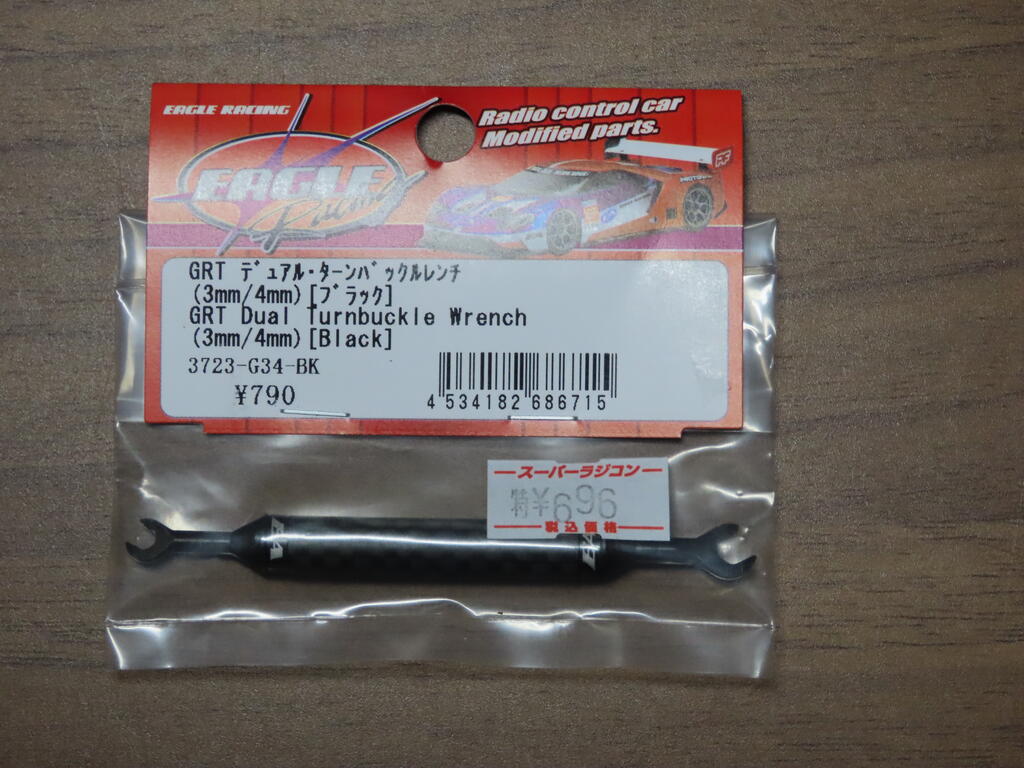 EAGLE RACING
EAGLE
Racing
Radio control car
Modified parts.
GRT ﾃﾞｭｱﾙ･ﾀｰﾝﾊﾞｯｸﾙﾚﾝﾁ
(3mm/4mm)[ﾌﾞﾗｯｸ]
GRT Dual Turnbuckle Wrench
(3mm/4mm)[Black]
3723-G34-BK
¥790
4 534182 686715
スーパーラジコン
特¥696
税込価格